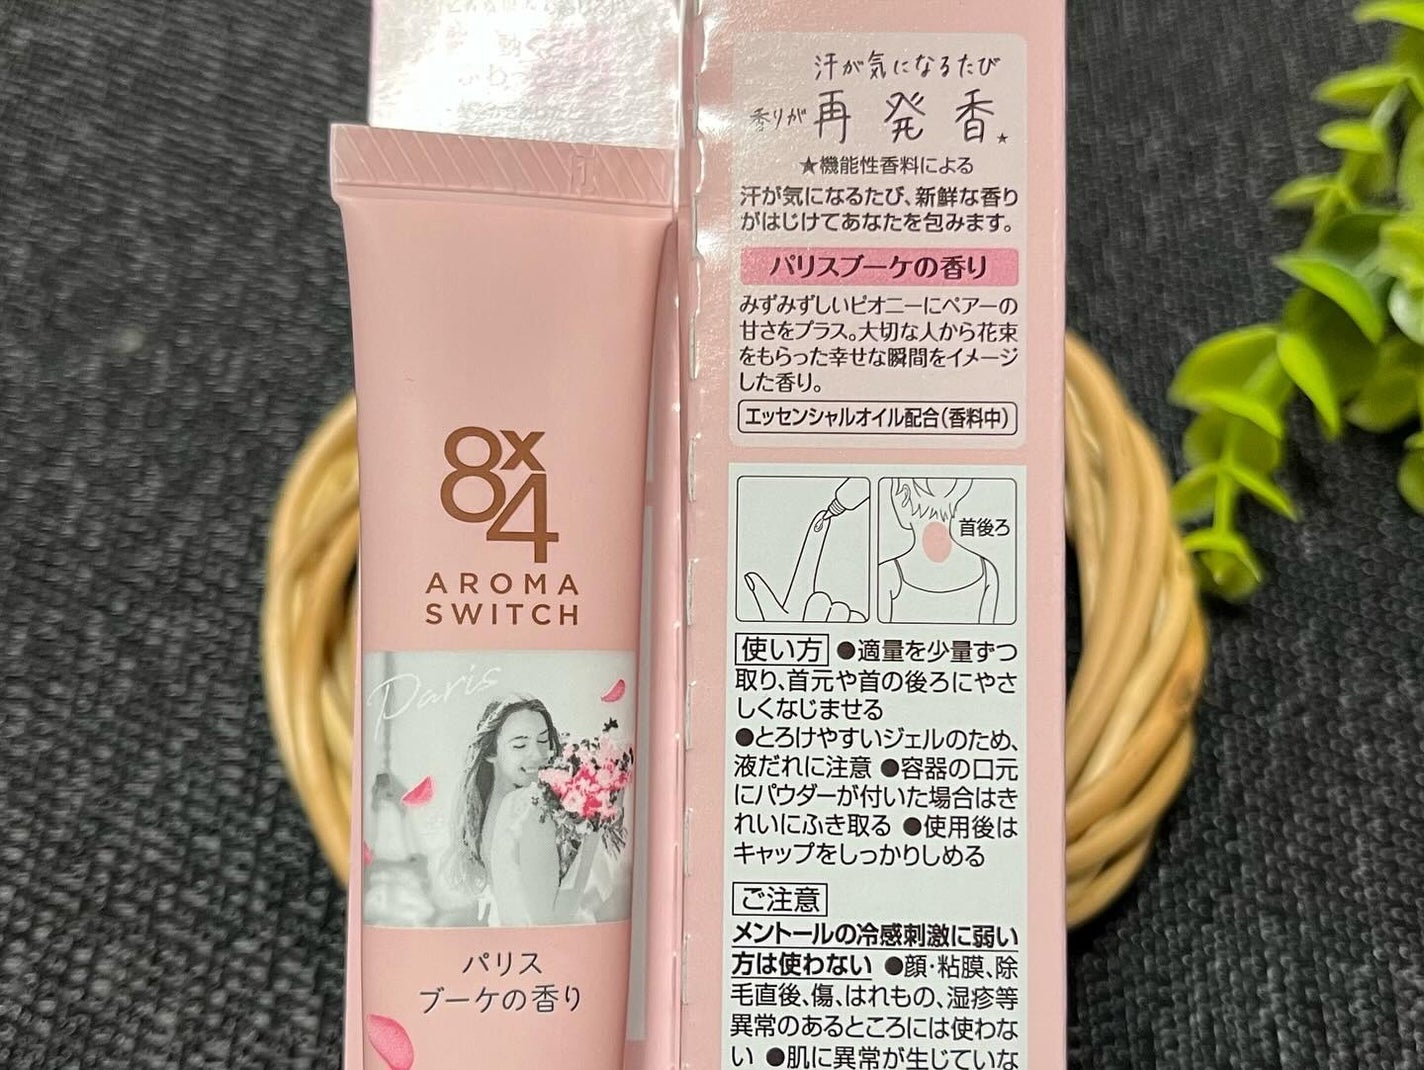 8x4
AROMA
SWITCH
Paris
パリス
ブーケの香り
汗が気になるたび
香りが再発香★
★機能性香料による
汗が気になるたび、新鮮な香り
がはじけてあなたを包みます。
パリスブーケの香り
みずみずしいピオニーにペアーの
甘さをプラス。大切な人から花束
をもらった幸せな瞬間をイメージ
した香り。
エッセンシャルオイル配合(香料中)
首後ろ
使い方 ●適量を少量ずつ
取り、首元や首の後ろにやさ
しくなじませる
●とろけやすいジェルのため、
液だれに注意 ●容器の口元
にパウダーが付いた場合はき
れいにふき取る ●使用後は
キャップをしっかりしめる
ご注意
メントールの冷感刺激に弱い
方は使わない ●顔・粘膜、除
毛直後、傷、はれもの、湿疹等
異常のあるところには使わな
い ●肌に異常が生じていな